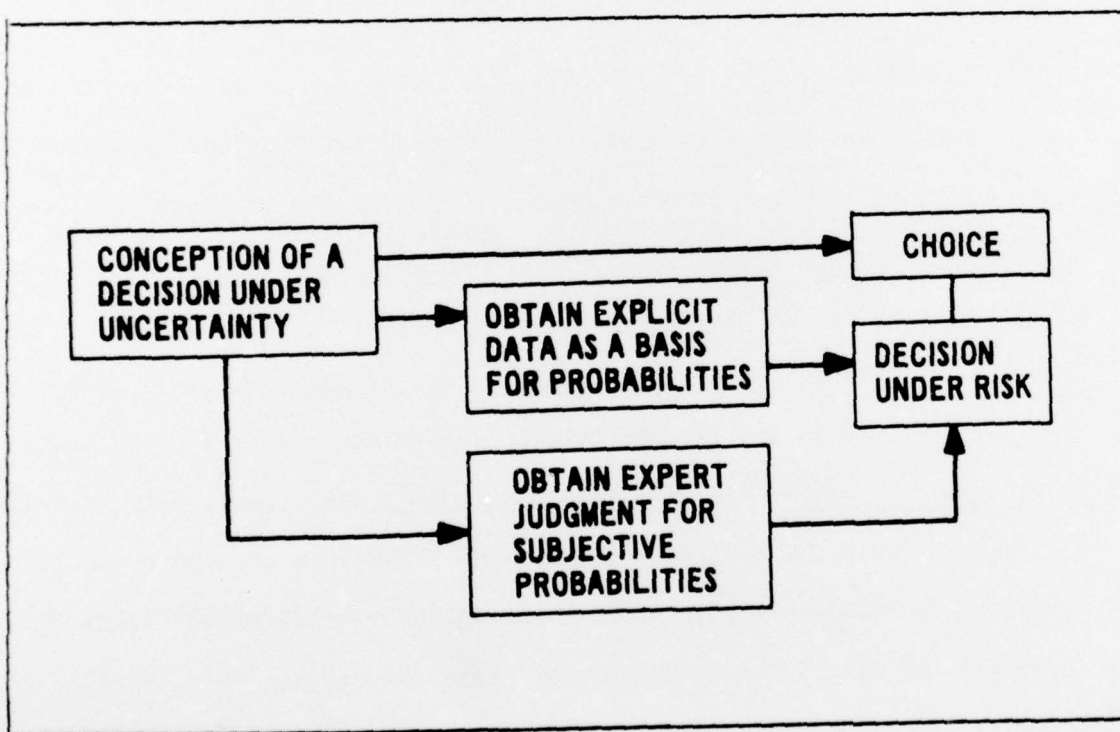 CONCEPTION OF A
DECISION UNDER
UNCERTAINTY
CHOICE
OBTAIN EXPLICIT
DATA AS A BASIS
FOR PROBABILITIES
DECISION
UNDER RISK
OBTAIN EXPERT
JUDGMENT FOR
SUBJECTIVE
PROBABILITIES